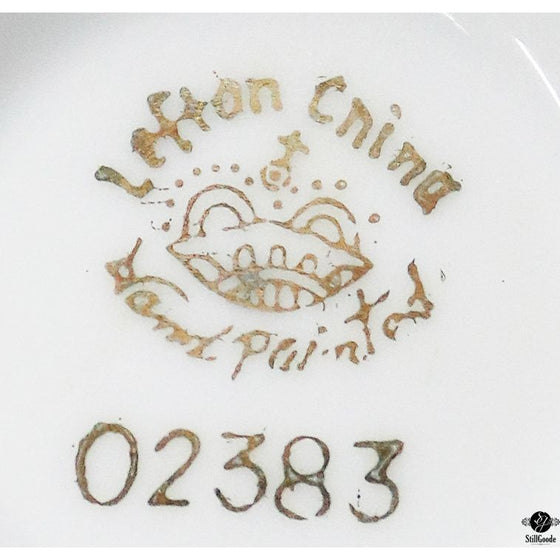 Lefton China
Hand Painted
02383
StillGoode